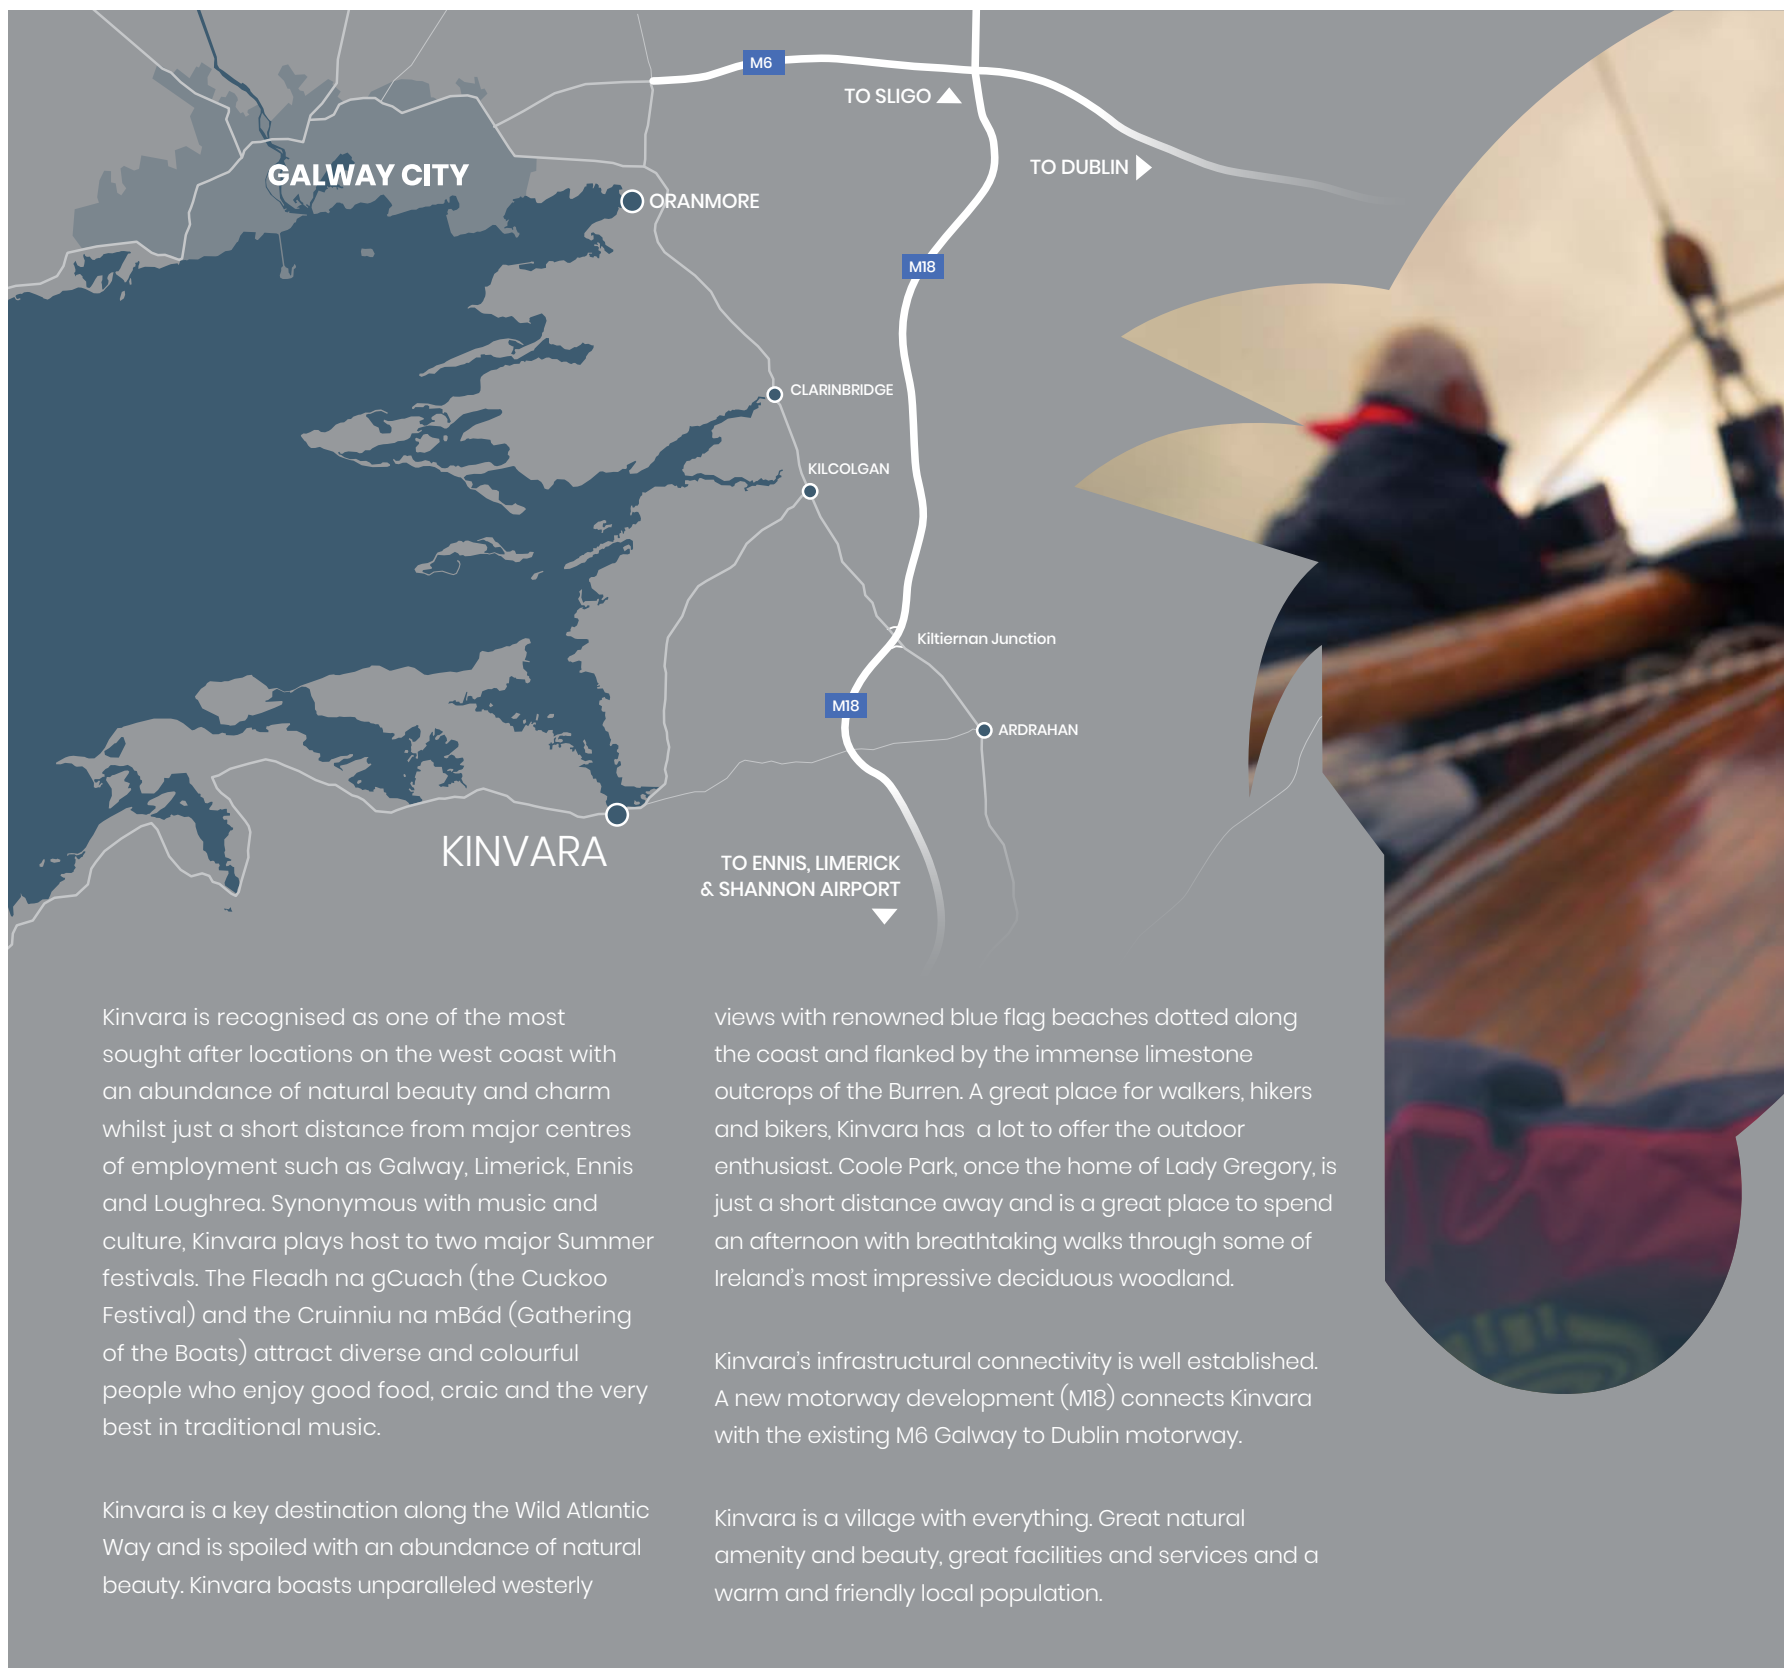 M6
TO SLIGO
TO DUBLIN
GALWAY CITY
ORANMORE
M18
CLARINBRIDGE
KILCOLGAN
Kiltiernan Junction
M18
ARDRAHAN
KINVARA
TO ENNIS, LIMERICK
& SHANNON AIRPORT
Kinvara is recognised as one of the most
sought after locations on the west coast with
an abundance of natural beauty and charm
whilst just a short distance from major centres
of employment such as Galway, Limerick, Ennis
and Loughrea. Synonymous with music and
culture, Kinvara plays host to two major Summer
festivals. The Fleadh na gCuach (the Cuckoo
Festival) and the Cruinniu na mBád (Gathering
of the Boats) attract diverse and colourful
people who enjoy good food, craic and the very
best in traditional music.
Kinvara is a key destination along the Wild Atlantic
Way and is spoiled with an abundance of natural
beauty. Kinvara boasts unparalleled westerly
views with renowned blue flag beaches dotted along
the coast and flanked by the immense limestone
outcrops of the Burren. A great place for walkers, hikers
and bikers, Kinvara has  a lot to offer the outdoor
enthusiast. Coole Park, once the home of Lady Gregory, is
just a short distance away and is a great place to spend
an afternoon with breathtaking walks through some of
Ireland's most impressive deciduous woodland.
Kinvara's infrastructural connectivity is well established.
A new motorway development (M18) connects Kinvara
with the existing M6 Galway to Dublin motorway.
Kinvara is a village with everything. Great natural
amenity and beauty, great facilities and services and a
warm and friendly local population.